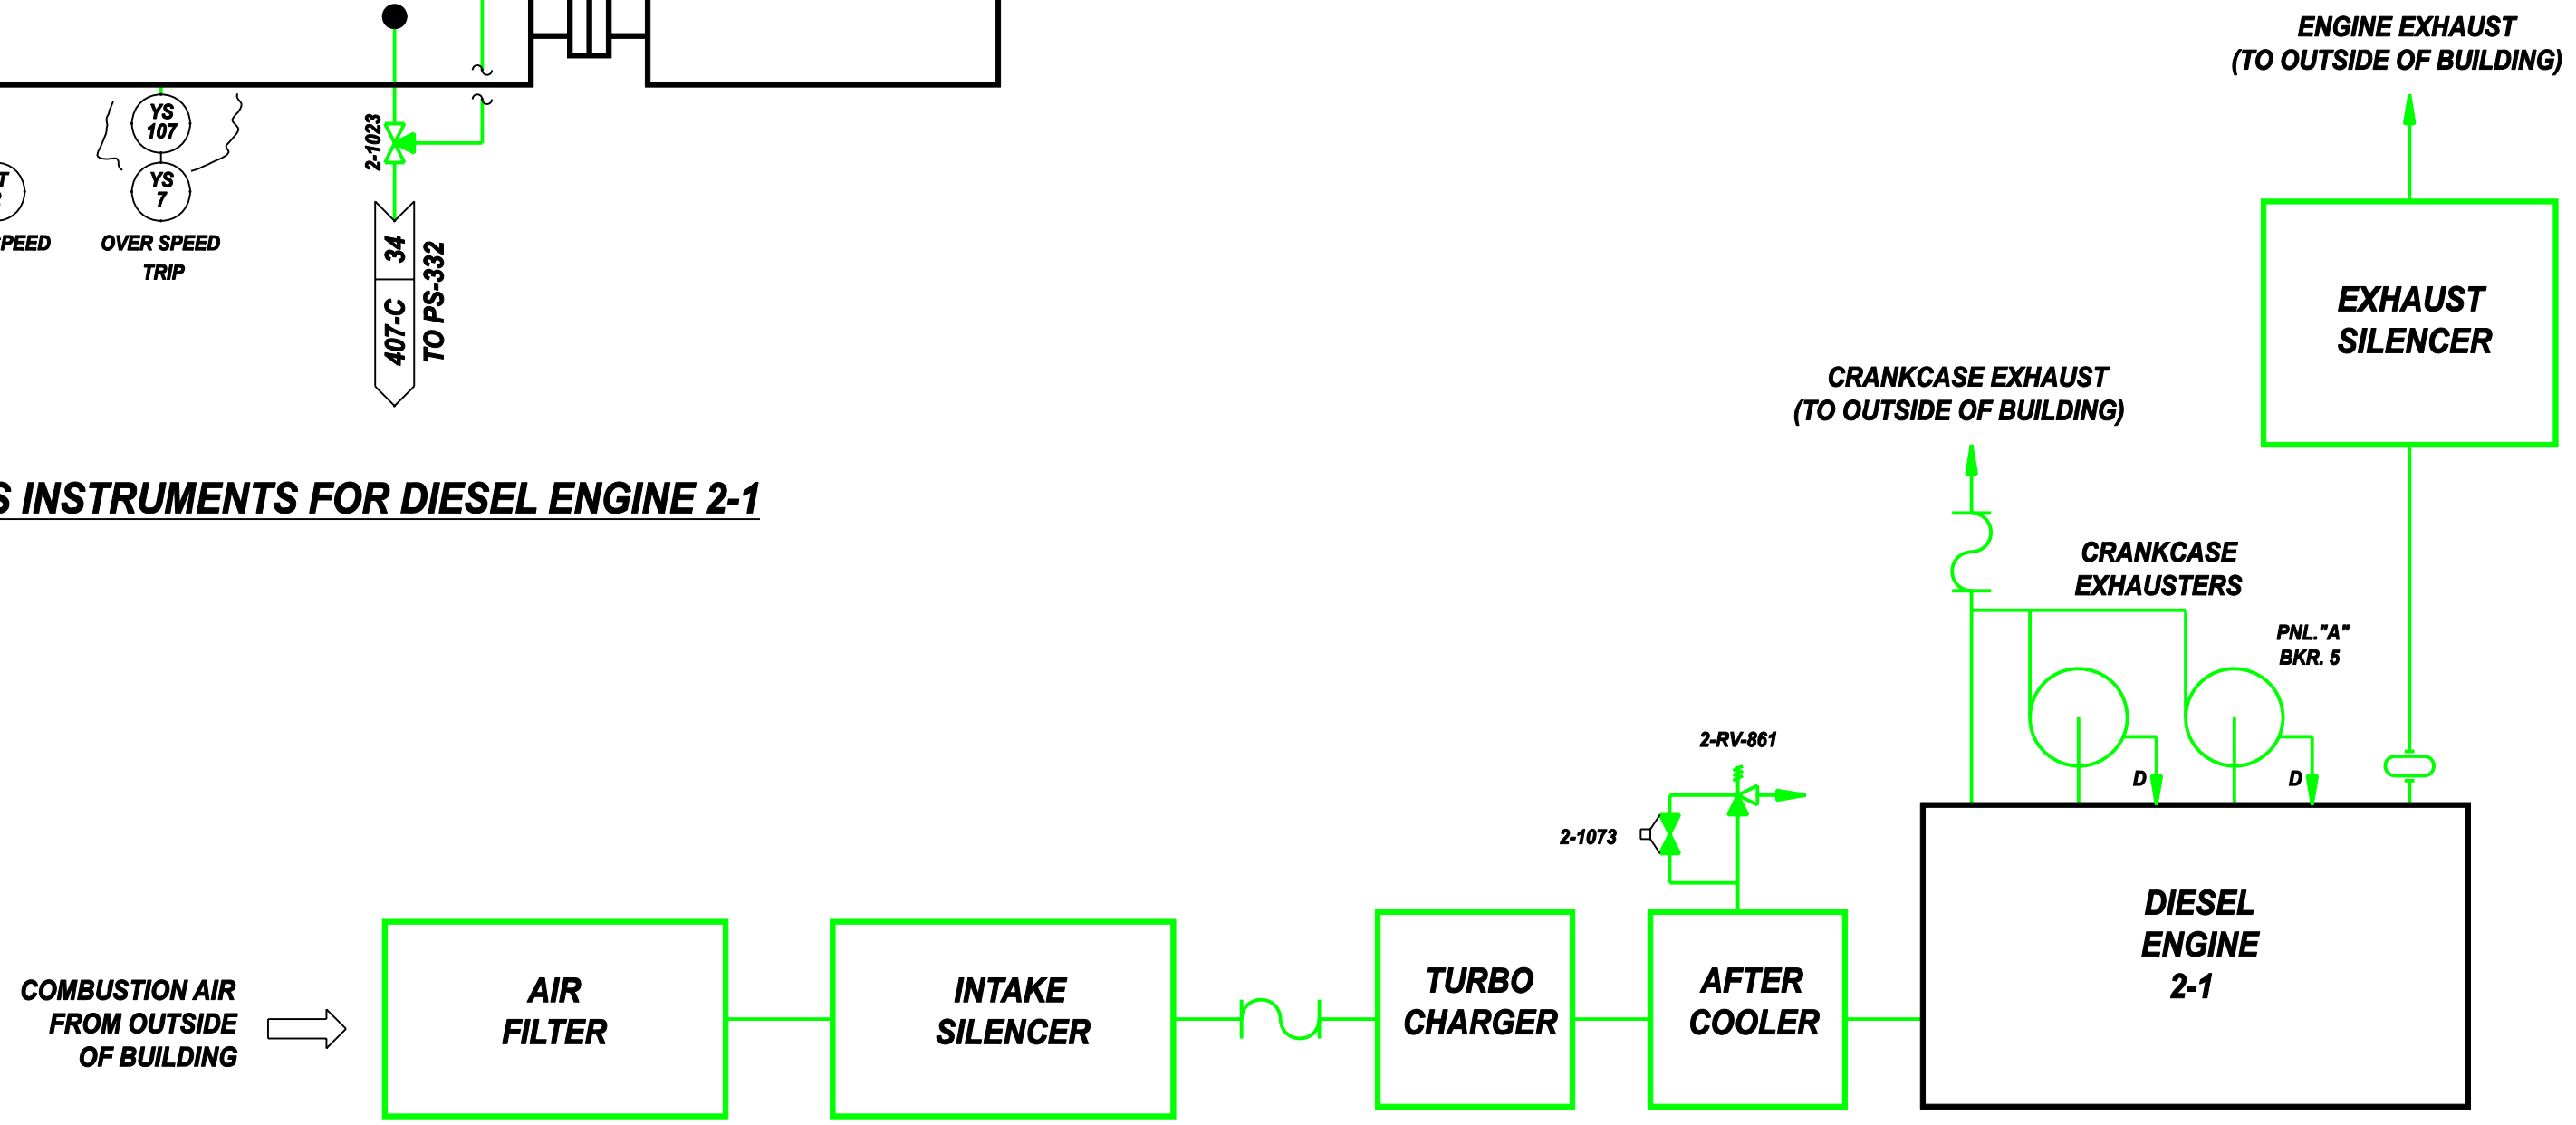 ENGINE EXHAUST
(TO OUTSIDE OF BUILDING)
YS
107
YS
7
OVER SPEED
TRIP
2-1023
34
407-C
TO PS-332
EXHAUST
SILENCER
CRANKCASE EXHAUST
(TO OUTSIDE OF BUILDING)
INSTRUMENTS FOR DIESEL ENGINE 2-1
CRANKCASE
EXHAUSTERS
PNL."A"
BKR. 5
D
D
2-RV-861
2-1073
COMBUSTION AIR
FROM OUTSIDE
OF BUILDING
AIR
FILTER
INTAKE
SILENCER
TURBO
CHARGER
AFTER
COOLER
DIESEL
ENGINE
2-1